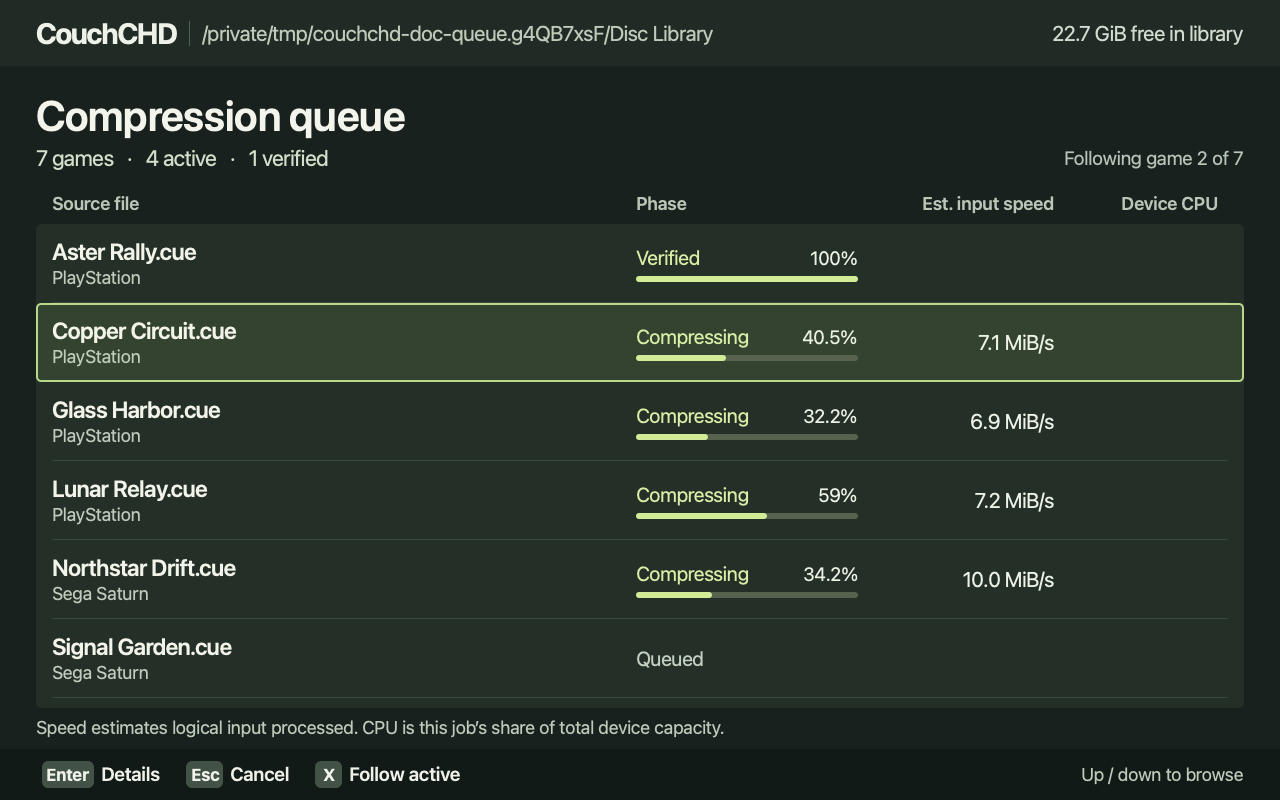 CouchCHD /private/tmp/couchchd-doc-queue.g4QB7xsF/Disc Library 22.7 GiB free in library
Compression queue
7 games · 4 active · 1 verified Following game 2 of 7
Source file Phase Est. input speed Device CPU
Aster Rally.cue
PlayStation
Verified 100%
Copper Circuit.cue
PlayStation
Compressing 40.5%
7.1 MiB/s
Glass Harbor.cue
PlayStation
Compressing 32.2%
6.9 MiB/s
Lunar Relay.cue
PlayStation
Compressing 59%
7.2 MiB/s
Northstar Drift.cue
Sega Saturn
Compressing 34.2%
10.0 MiB/s
Signal Garden.cue
Sega Saturn
Queued
Speed estimates logical input processed. CPU is this job’s share of total device capacity.
Enter Details Esc Cancel X Follow active Up / down to browse